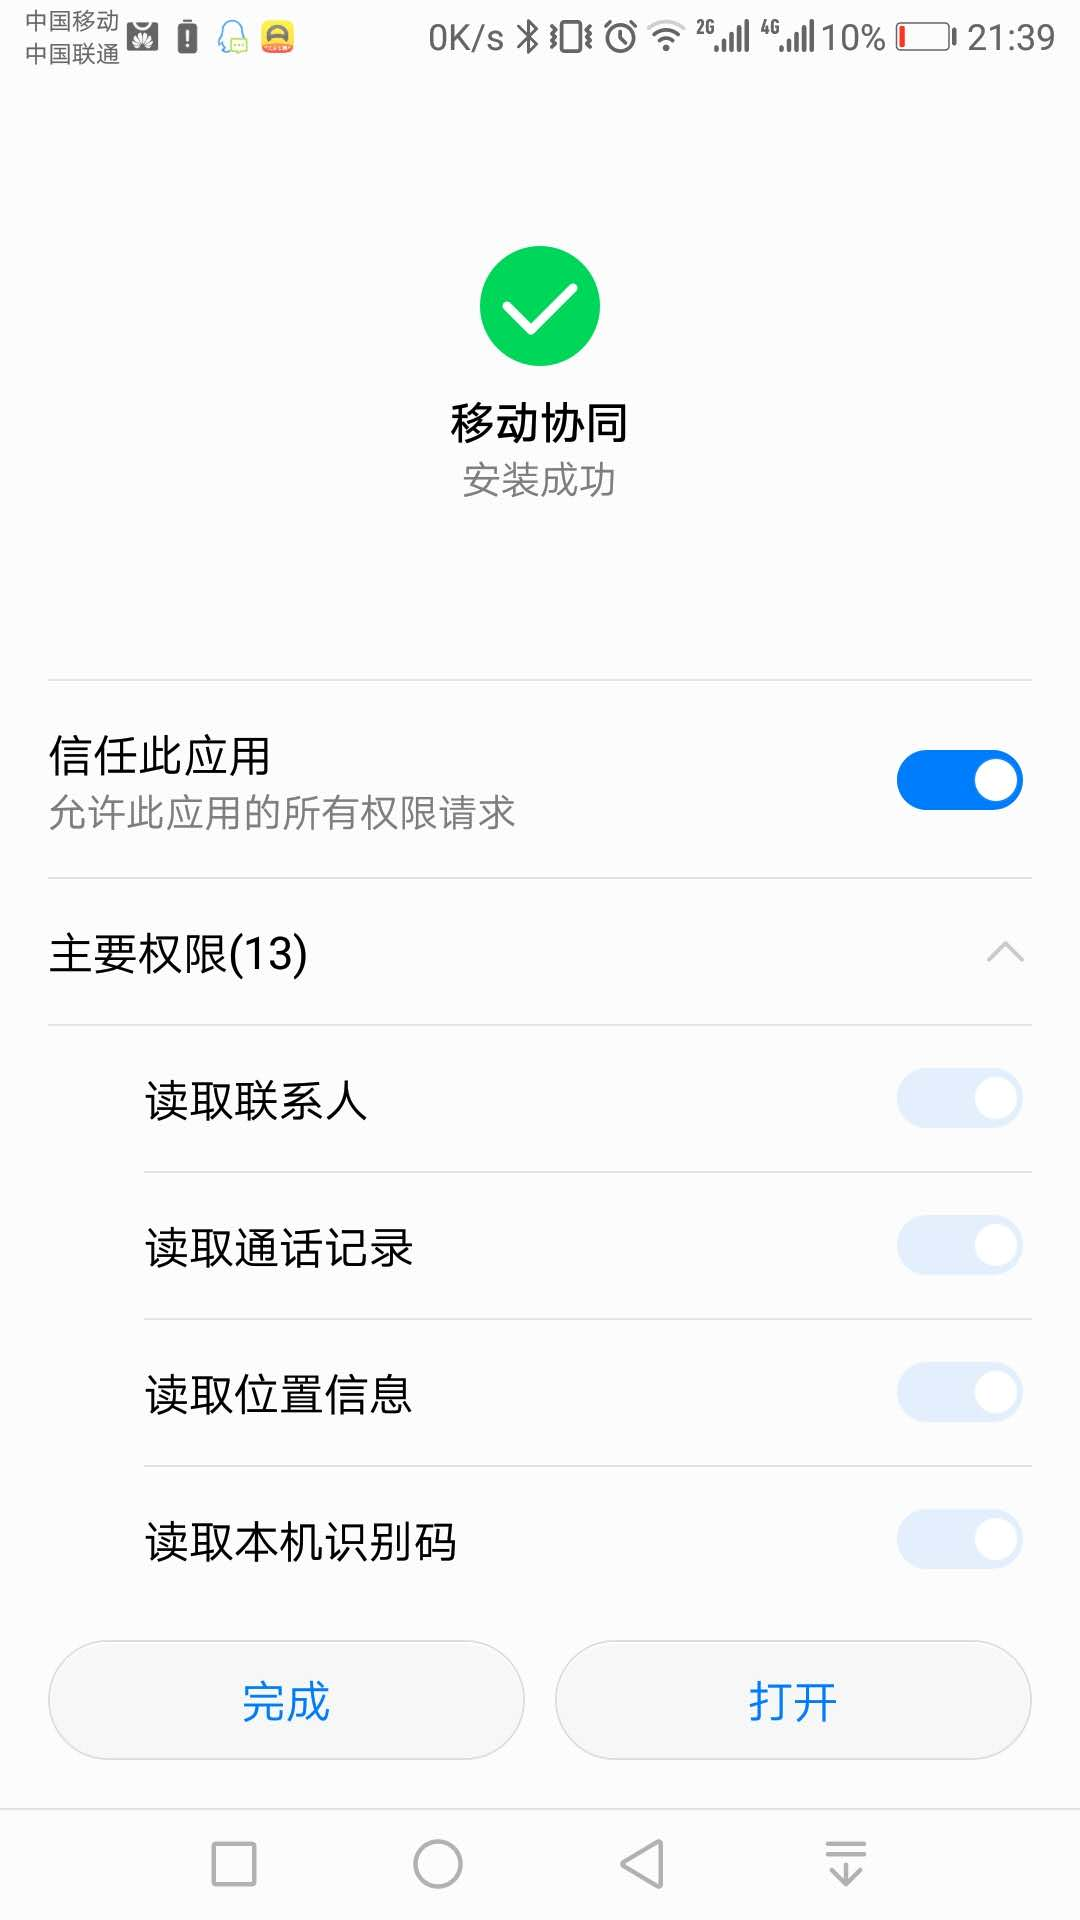 中国移动
中国联通
0K/s 2G 4G 10% 21:39
移动协同
安装成功
信任此应用
允许此应用的所有权限请求
主要权限(13)
读取联系人
读取通话记录
读取位置信息
读取本机识别码
完成 打开